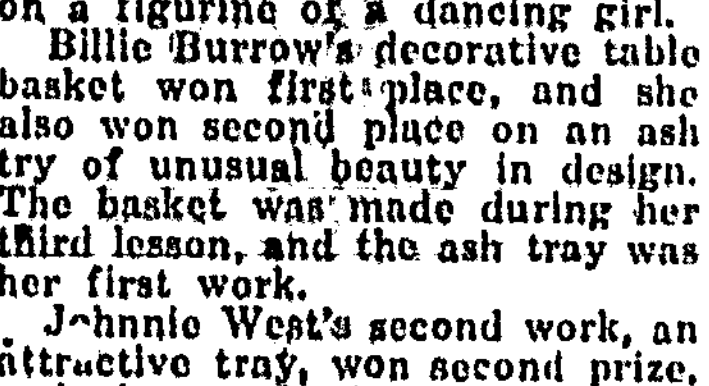 on a figurine of a dancing girl.
Billie Burrow's decorative table
basket won first place, and she
also won second place on an ash
try of unusual beauty in design.
The basket was made during her
third lesson, and the ash tray was
her first work.
Johnnie West's second work, an
attractive tray, won second prize.